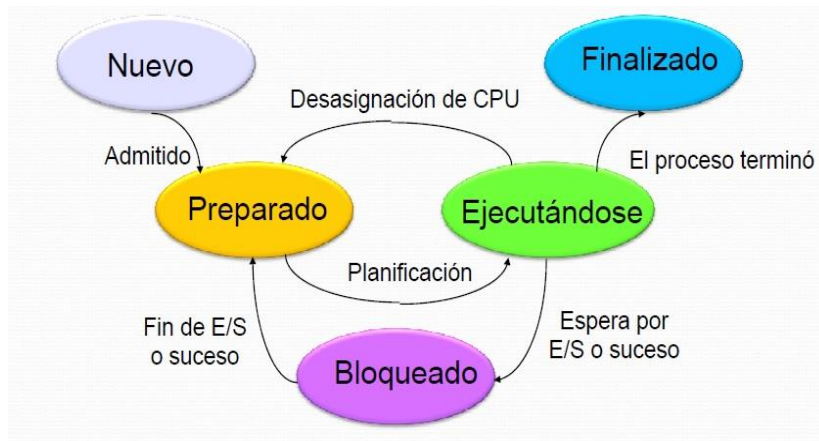 Nuevo
Finalizado
Desasignación de CPU
Admitido
El proceso terminó
Preparado
Ejecutándose
Planificación
Fin de E/S
o suceso
Espera por
E/S o suceso
Bloqueado